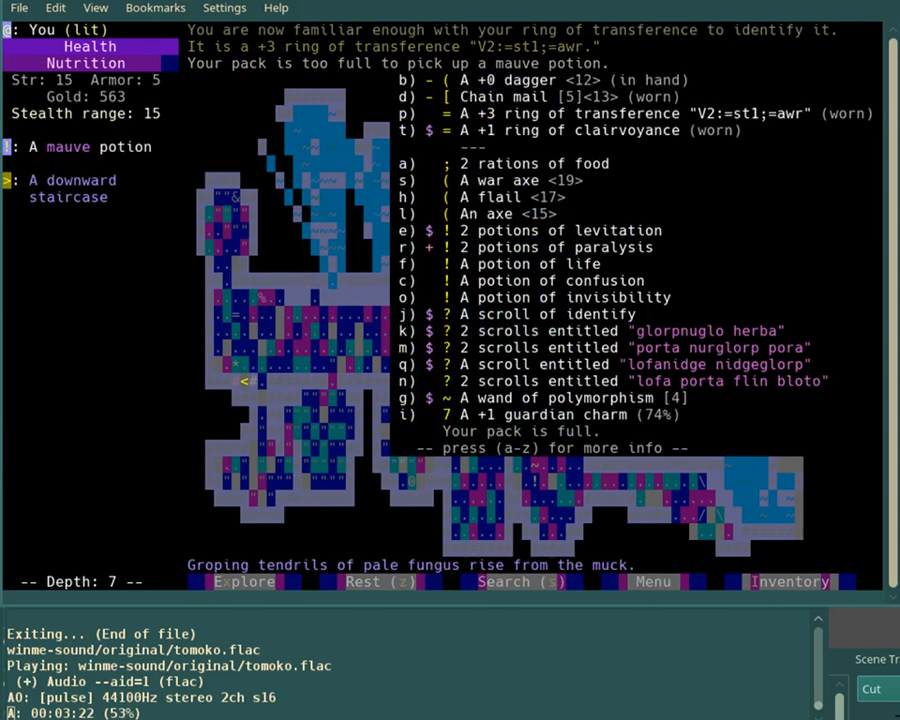 File Edit View Bookmarks Settings Help
@: You (lit)
Health
Nutrition
Str: 15 Armor: 5
Gold: 563
Stealth range: 15
!: A mauve potion
>: A downward
staircase
You are now familiar enough with your ring of transference to identify it.
It is a +3 ring of transference "V2:=st1;=awr."
Your pack is too full to pick up a mauve potion.
b) - ( A +0 dagger <12> (in hand)
d) - [ Chain mail [5]<13> (worn)
p) = A +3 ring of transference "V2:=st1;=awr" (worn)
t) $ = A +1 ring of clairvoyance (worn)
---
a) ; 2 rations of food
s) ( A war axe <19>
h) ( A flail <17>
l) ( An axe <15>
e) $ ! 2 potions of levitation
r) + ! 2 potions of paralysis
f) ! A potion of life
c) ! A potion of confusion
o) ! A potion of invisibility
j) $ ? A scroll of identify
k) $ ? 2 scrolls entitled "glorpnuglo herba"
m) $ ? 2 scrolls entitled "porta nurglorp pora"
q) $ ? A scroll entitled "lofanidge nidgeglorp"
n) ? 2 scrolls entitled "lofa porta flin bloto"
g) $ ~ A wand of polymorphism [4]
i) 7 A +1 guardian charm (74%)
Your pack is full.
-- press (a-z) for more info --
Groping tendrils of pale fungus rise from the muck.
-- Depth: 7 -- Explore Rest (z) Search (s) Menu Inventory
Exiting... (End of file)
winme-sound/original/tomoko.flac
Playing: winme-sound/original/tomoko.flac
(+) Audio --aid=1 (flac)
AO: [pulse] 44100Hz stereo 2ch s16
A: 00:03:22 (53%)
Scene Tr
Cut